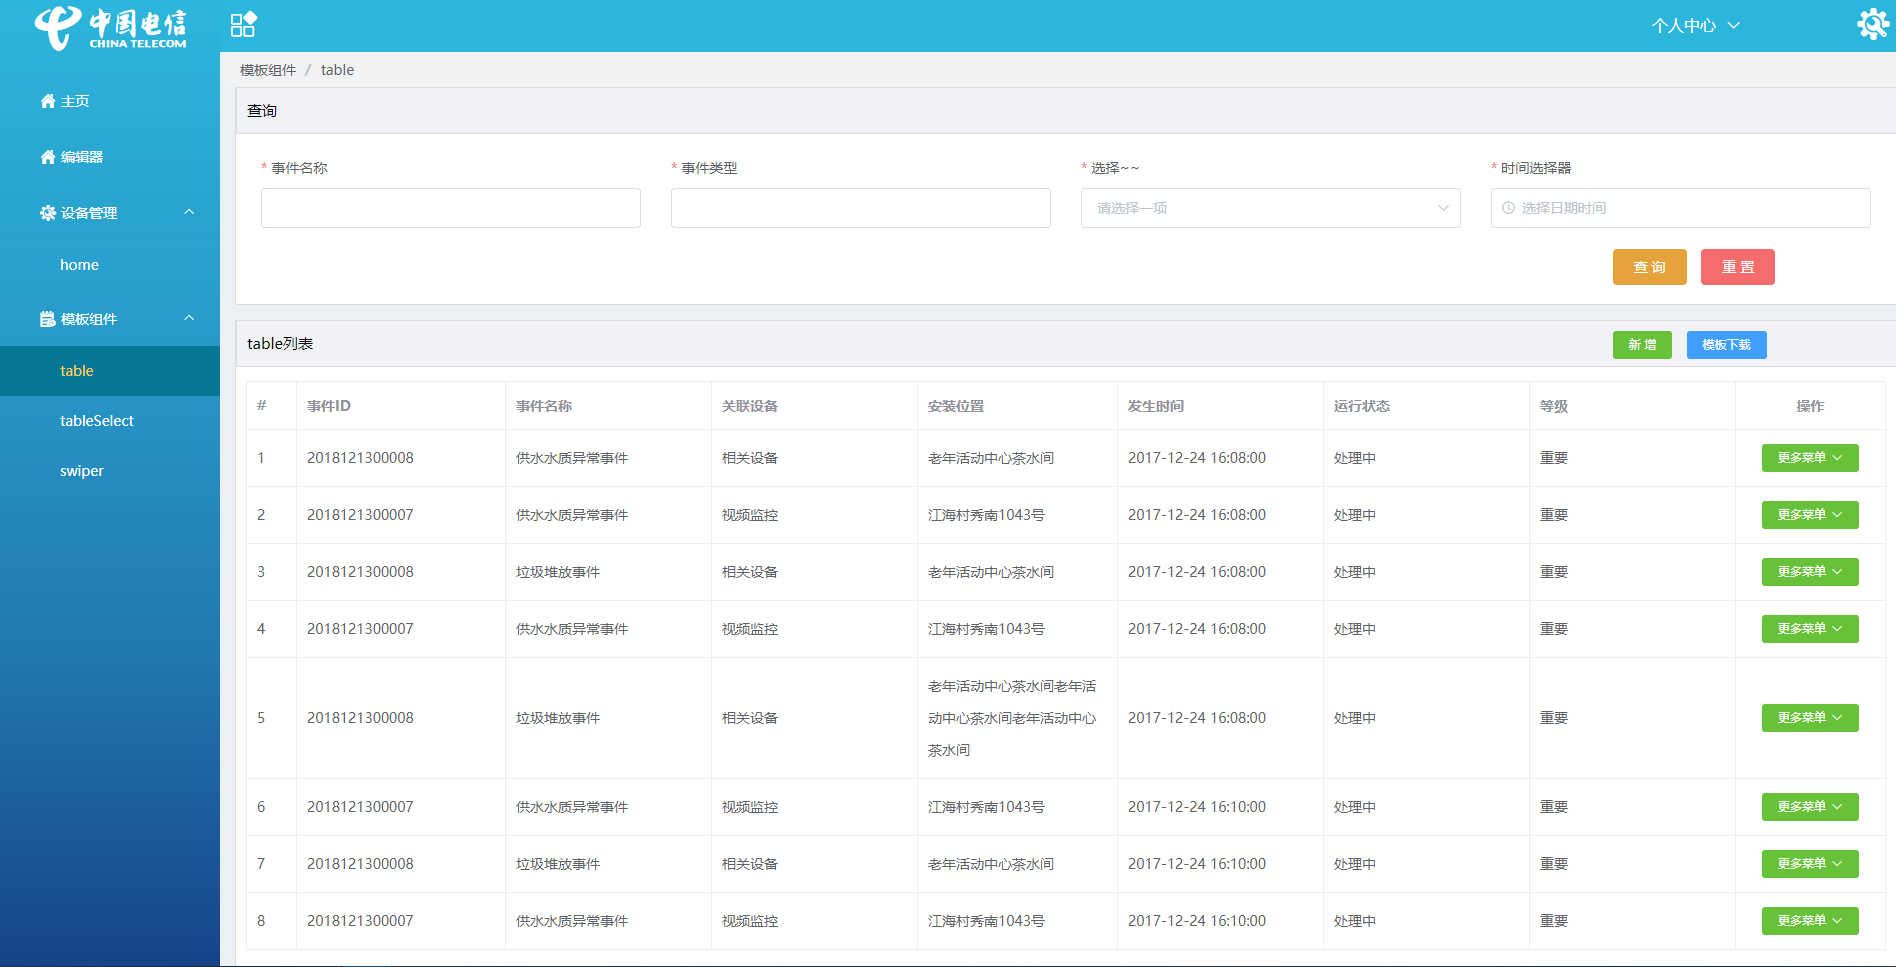 中国电信
CHINA TELECOM
个人中心
主页
编辑器
设备管理
home
模板组件
table
tableSelect
swiper
模板组件 / table
查询
* 事件名称 * 事件类型 * 选择~~ * 时间选择器
请选择一项 选择日期时间
查 询 重 置
table列表 新 增 模板下载
# 事件ID 事件名称 关联设备 安装位置 发生时间 运行状态 等级 操作
1 2018121300008 供水水质异常事件 相关设备 老年活动中心茶水间 2017-12-24 16:08:00 处理中 重要 更多菜单
2 2018121300007 供水水质异常事件 视频监控 江海村秀南1043号 2017-12-24 16:08:00 处理中 重要 更多菜单
3 2018121300008 垃圾堆放事件 相关设备 老年活动中心茶水间 2017-12-24 16:08:00 处理中 重要 更多菜单
4 2018121300007 供水水质异常事件 视频监控 江海村秀南1043号 2017-12-24 16:08:00 处理中 重要 更多菜单
老年活动中心茶水间老年活
5 2018121300008 垃圾堆放事件 相关设备 动中心茶水间老年活动中心 2017-12-24 16:08:00 处理中 重要 更多菜单
茶水间
6 2018121300007 供水水质异常事件 视频监控 江海村秀南1043号 2017-12-24 16:10:00 处理中 重要 更多菜单
7 2018121300008 垃圾堆放事件 相关设备 老年活动中心茶水间 2017-12-24 16:10:00 处理中 重要 更多菜单
8 2018121300007 供水水质异常事件 视频监控 江海村秀南1043号 2017-12-24 16:10:00 处理中 重要 更多菜单